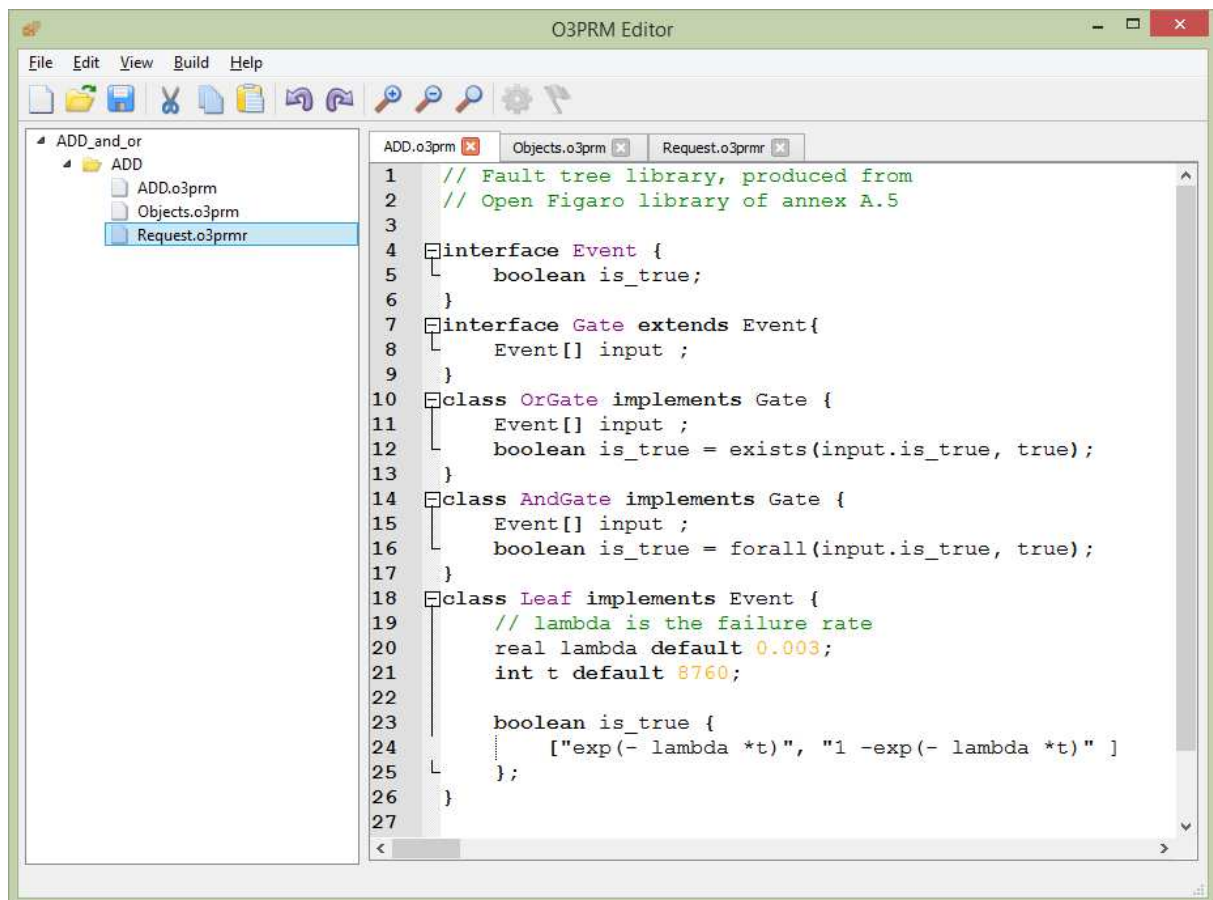 O3PRM Editor
File Edit View Build Help
ADD_and_or
ADD
ADD.o3prm
Objects.o3prm
Request.o3prmr
ADD.o3prm Objects.o3prm Request.o3prmr
1 // Fault tree library, produced from
2 // Open Figaro library of annex A.5
3
4 interface Event {
5 boolean is_true;
6 }
7 interface Gate extends Event{
8 Event[] input ;
9 }
10 class OrGate implements Gate {
11 Event[] input ;
12 boolean is_true = exists(input.is_true, true);
13 }
14 class AndGate implements Gate {
15 Event[] input ;
16 boolean is_true = forall(input.is_true, true);
17 }
18 class Leaf implements Event {
19 // lambda is the failure rate
20 real lambda default 0.003;
21 int t default 8760;
22
23 boolean is_true {
24 ["exp(- lambda *t)", "1 -exp(- lambda *t)" ]
25 };
26 }
27